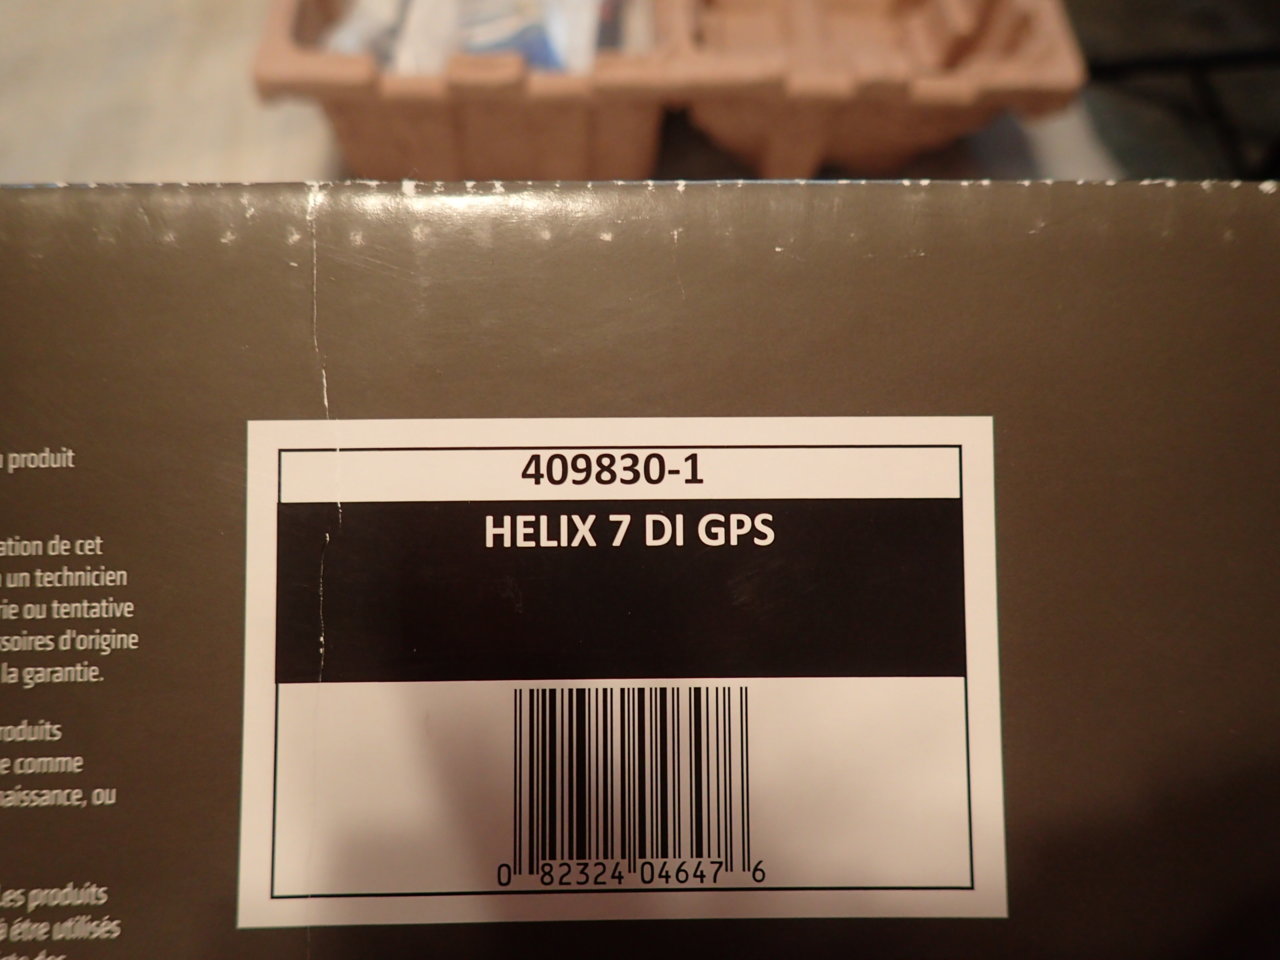 produit
ation de cet
un technicien
rie ou tentative
ssoires d'origine
la garantie.
roduits
e comme
naissance, ou
Les produits
à être utilisés
409830-1
HELIX 7 DI GPS
0 82324 04647 6